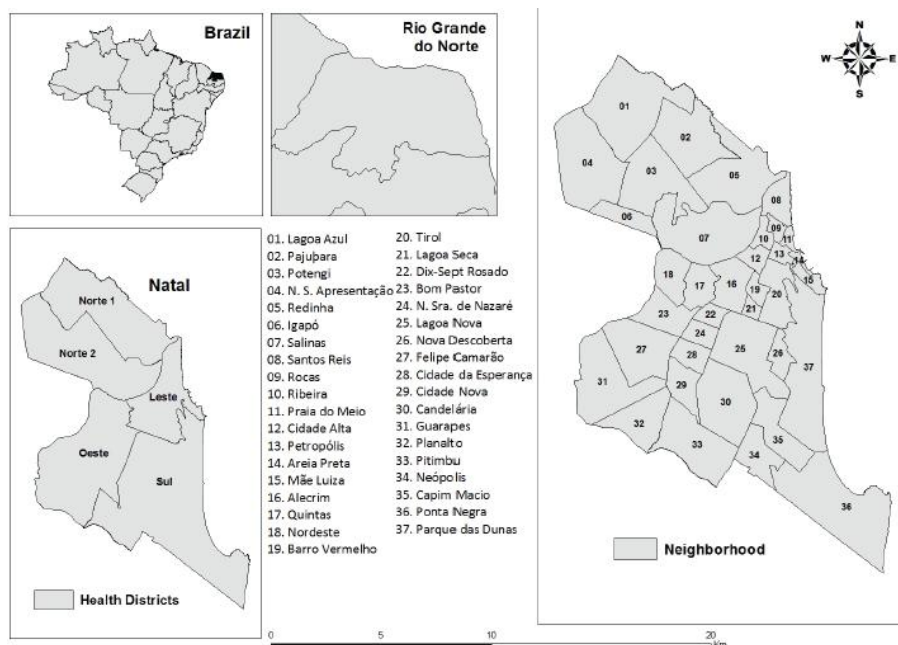 Brazil
Rio Grande
do Norte
Natal
Norte 1
Norte 2
Leste
Oeste
Sul
Health Districts
01. Lagoa Azul
02. Pajuþara
03. Potengi
04. N. S. Apresentação
05. Redinha
06. Igapó
07. Salinas
08. Santos Reis
09. Rocas
10. Ribeira
11. Praia do Meio
12. Cidade Alta
13. Petropólis
14. Areia Preta
15. Mãe Luiza
16. Alecrim
17. Quintas
18. Nordeste
19. Barro Vermelho
20. Tirol
21. Lagoa Seca
22. Dix-Sept Rosado
23. Bom Pastor
24. N. Sra. de Nazaré
25. Lagoa Nova
26. Nova Descoberta
27. Felipe Camarão
28. Cidade da Esperança
29. Cidade Nova
30. Candelária
31. Guarapes
32. Planalto
33. Pitimbu
34. Neópolis
35. Capim Macio
36. Ponta Negra
37. Parque das Dunas
N
W E
S
01
02
04
03
05
08
06
07
09
10
11
12
13
14
15
18
17
16
19
20
21
23
22
24
25
26
37
27
28
31
29
30
32
33
35
34
36
Neighborhood
0 5 10 20
Km